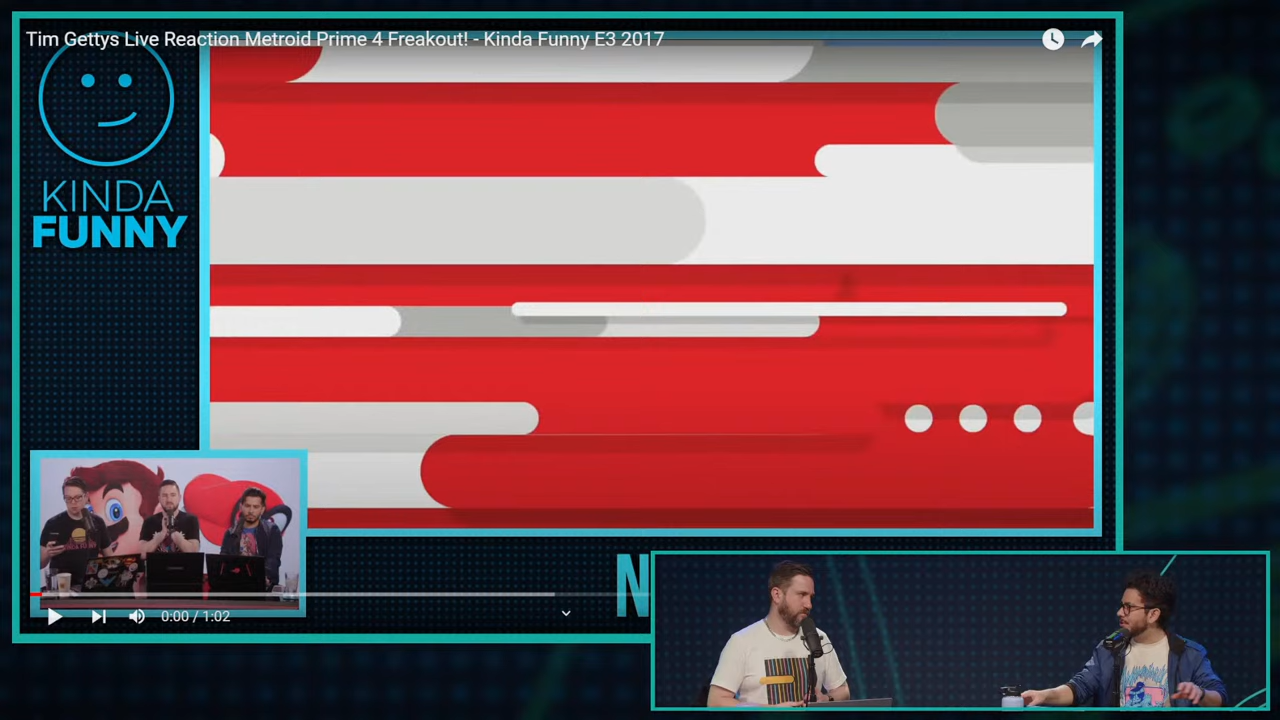 Tim Gettys Live Reaction Metroid Prime 4 Freakout! - Kinda Funny E3 2017
KINDA
FUNNY
N
0:00 / 1:02